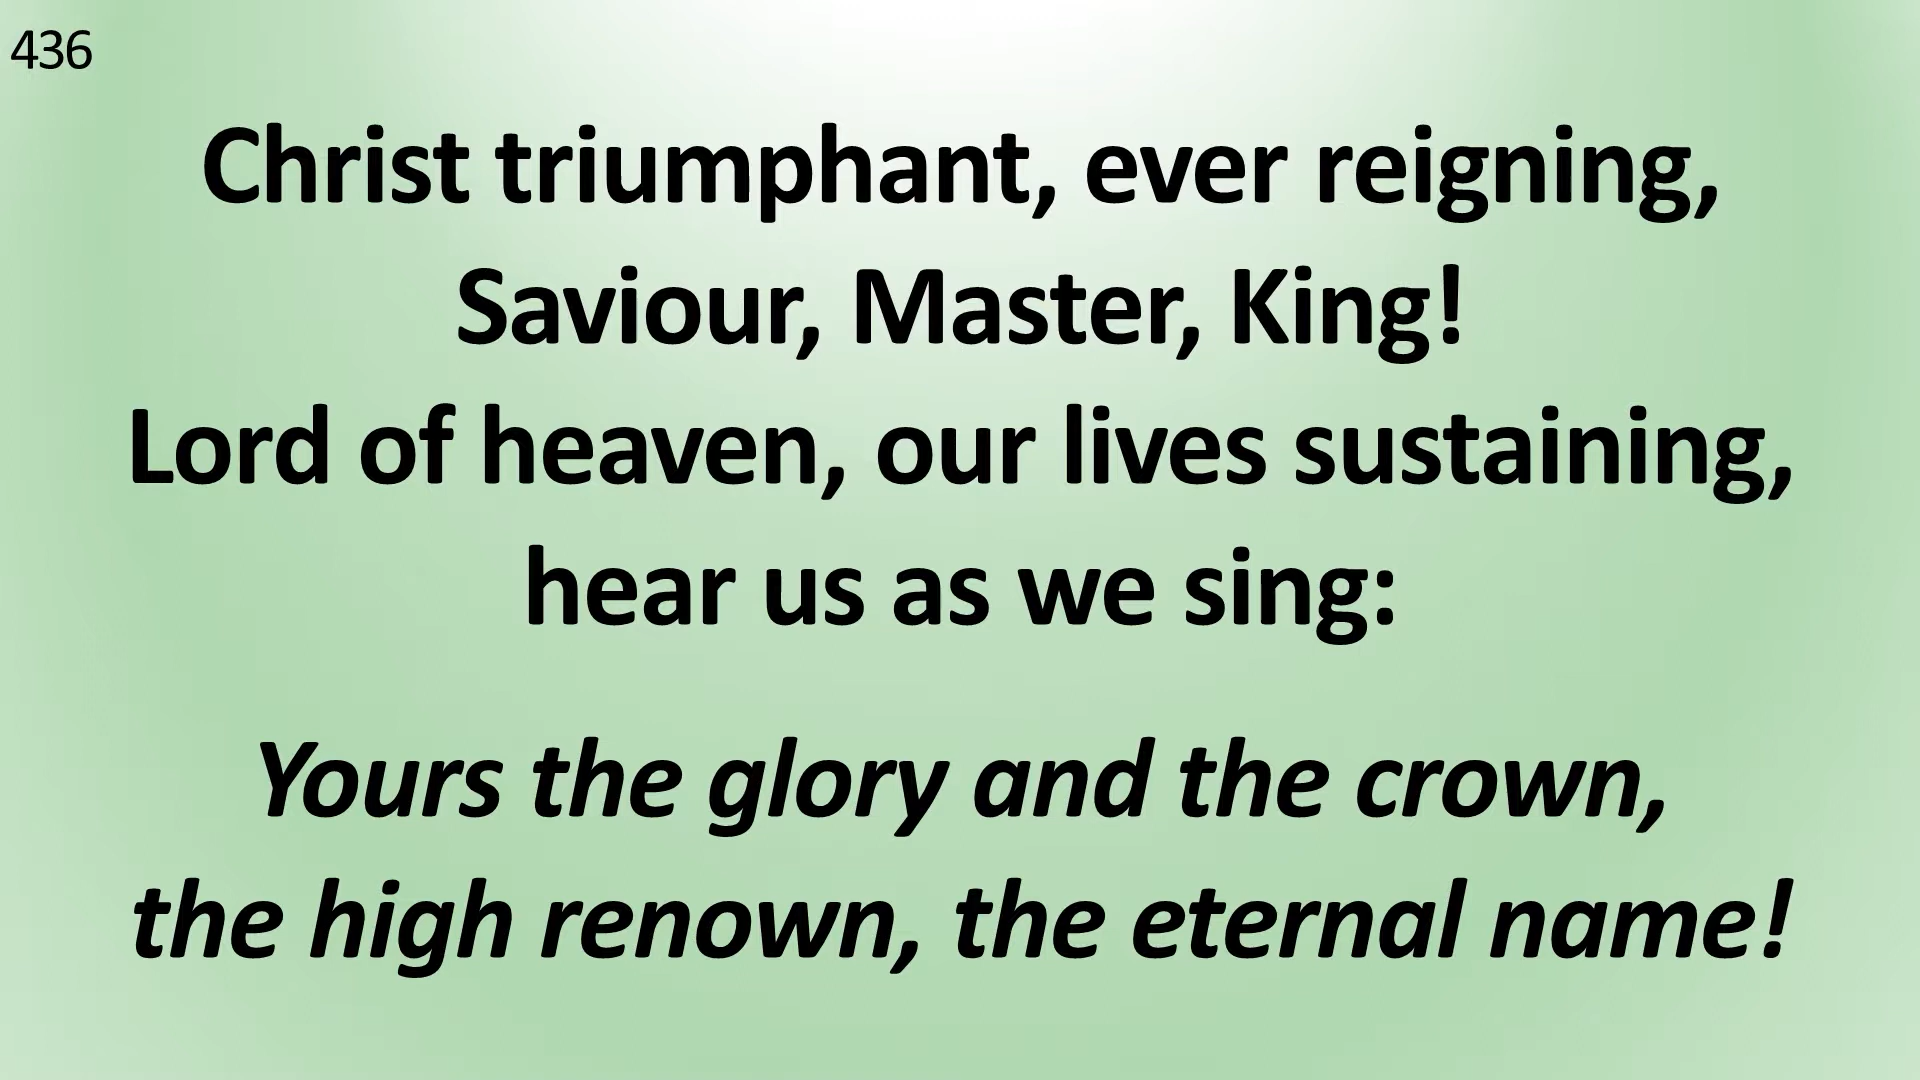 436
Christ triumphant, ever reigning,
Saviour, Master, King!
Lord of heaven, our lives sustaining,
hear us as we sing:
Yours the glory and the crown,
the high renown, the eternal name!